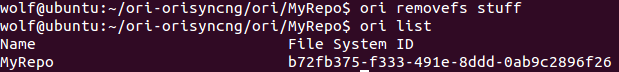 wolf@ubuntu:~/ori-orisyncng/ori/MyRepo$ ori removefs stuff
wolf@ubuntu:~/ori-orisyncng/ori/MyRepo$ ori list
Name File System ID
MyRepo b72fb375-f333-491e-8ddd-0ab9c2896f26